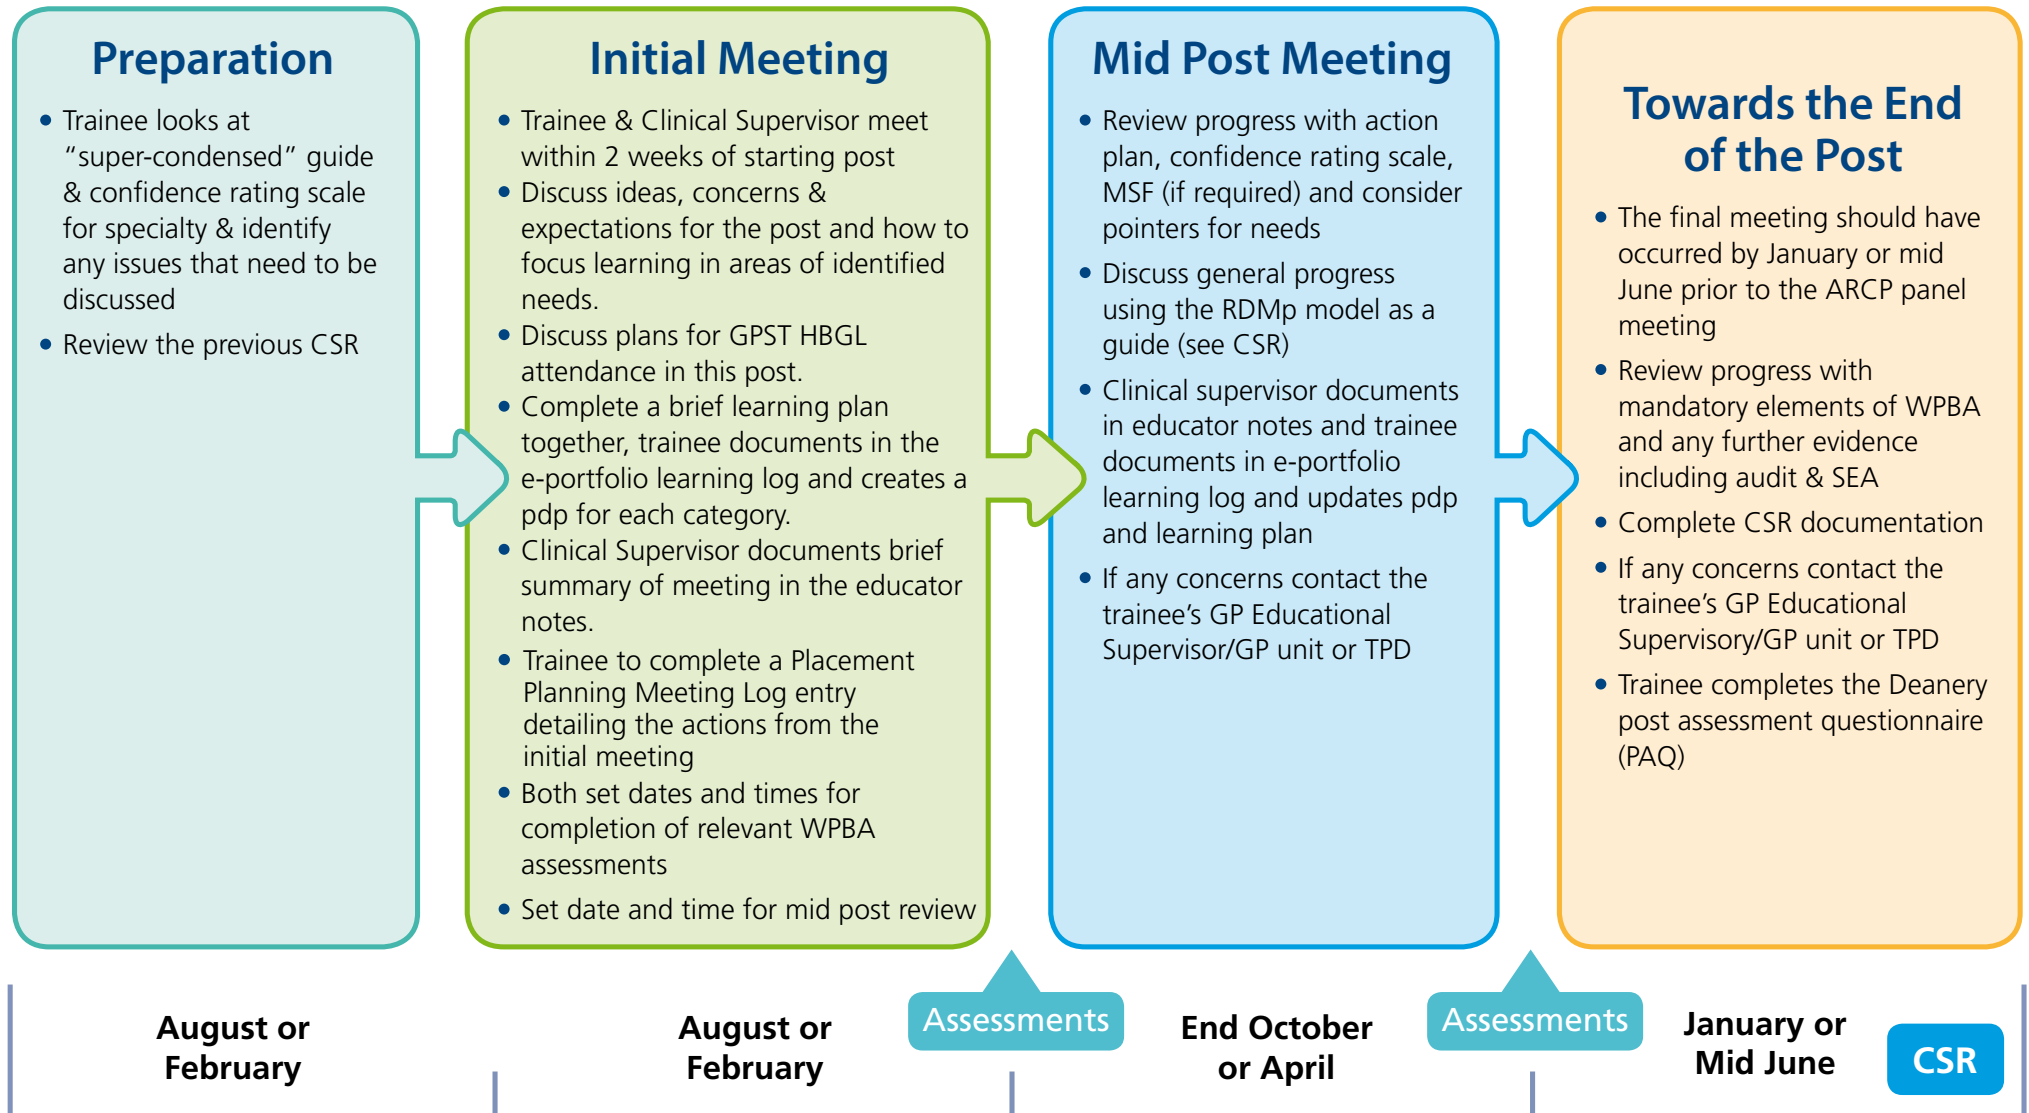 Preparation
• Trainee looks at
“super-condensed” guide
& confidence rating scale
for specialty & identify
any issues that need to be
discussed
• Review the previous CSR
Initial Meeting
• Trainee & Clinical Supervisor meet
within 2 weeks of starting post
• Discuss ideas, concerns &
expectations for the post and how to
focus learning in areas of identified
needs.
• Discuss plans for GPST HBGL
attendance in this post.
• Complete a brief learning plan
together, trainee documents in the
e-portfolio learning log and creates a
pdp for each category.
• Clinical Supervisor documents brief
summary of meeting in the educator
notes.
• Trainee to complete a Placement
Planning Meeting Log entry
detailing the actions from the
initial meeting
• Both set dates and times for
completion of relevant WPBA
assessments
• Set date and time for mid post review
Mid Post Meeting
• Review progress with action
plan, confidence rating scale,
MSF (if required) and consider
pointers for needs
• Discuss general progress
using the RDMp model as a
guide (see CSR)
• Clinical supervisor documents
in educator notes and trainee
documents in e-portfolio
learning log and updates pdp
and learning plan
• If any concerns contact the
trainee’s GP Educational
Supervisor/GP unit or TPD
Towards the End
of the Post
• The final meeting should have
occurred by January or mid
June prior to the ARCP panel
meeting
• Review progress with
mandatory elements of WPBA
and any further evidence
including audit & SEA
• Complete CSR documentation
• If any concerns contact the
trainee’s GP Educational
Supervisory/GP unit or TPD
• Trainee completes the Deanery
post assessment questionnaire
(PAQ)
August or
February
August or
February
Assessments
End October
or April
Assessments
January or
Mid June
CSR